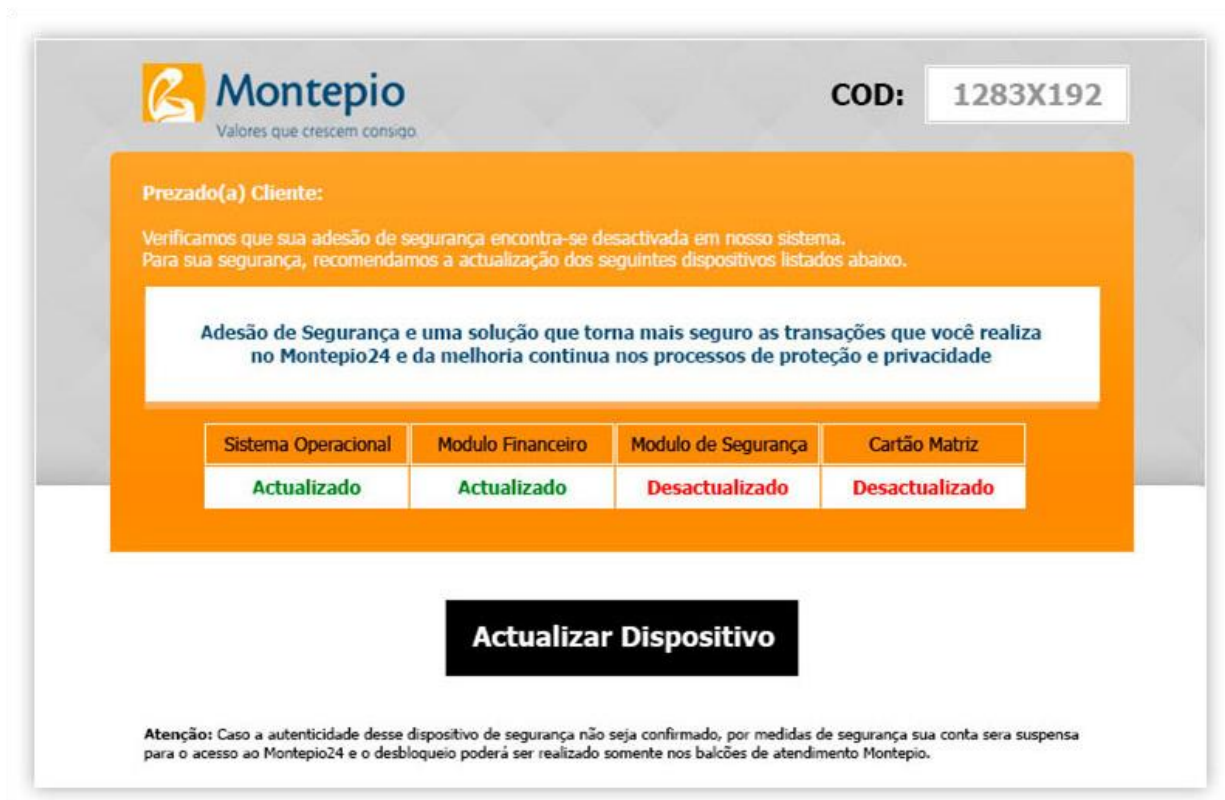 Montepio
Valores que crescem consigo.
COD: 1283X192
Prezado(a) Cliente:
Verificamos que sua adesão de segurança encontra-se desactivada em nosso sistema.
Para sua segurança, recomendamos a actualização dos seguintes dispositivos listados abaixo.
Adesão de Segurança e uma solução que torna mais seguro as transações que você realiza
no Montepio24 e da melhoria continua nos processos de proteção e privacidade
Sistema Operacional Modulo Financeiro Modulo de Segurança Cartão Matriz
Actualizado Actualizado Desactualizado Desactualizado
Actualizar Dispositivo
Atenção: Caso a autenticidade desse dispositivo de segurança não seja confirmado, por medidas de segurança sua conta sera suspensa
para o acesso ao Montepio24 e o desbloqueio poderá ser realizado somente nos balcões de atendimento Montepio.